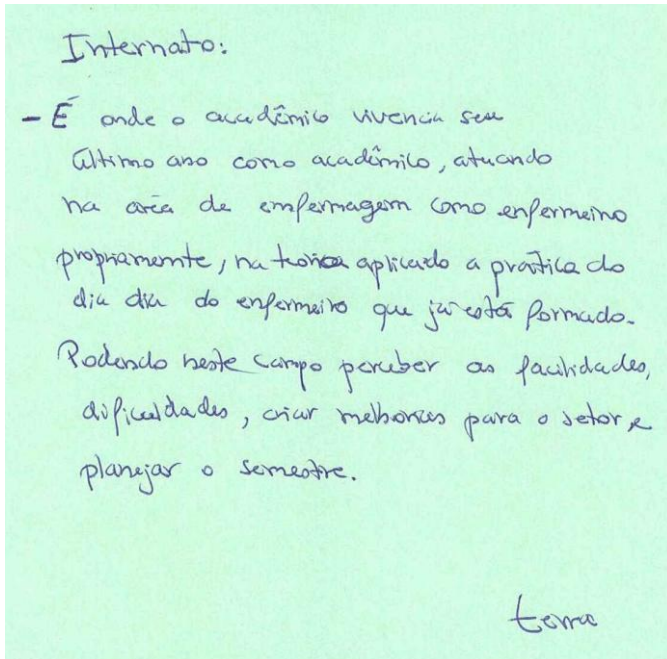 Internato:
- É onde o acadêmico vivencia seu
último ano como acadêmico, atuando
na área de enfermagem como enfermeiro
propriamente, na teoria aplicado a prática do
dia dia do enfermeiro que já está formado.
Podendo neste campo perceber as facilidades,
dificuldades, criar melhorias para o setor e
planejar o semestre.
terra